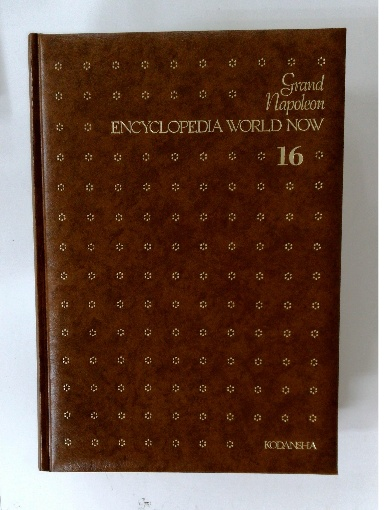 Grand
Napoleon
ENCYCLOPEDIA WORLD NOW
16
KODANSHA